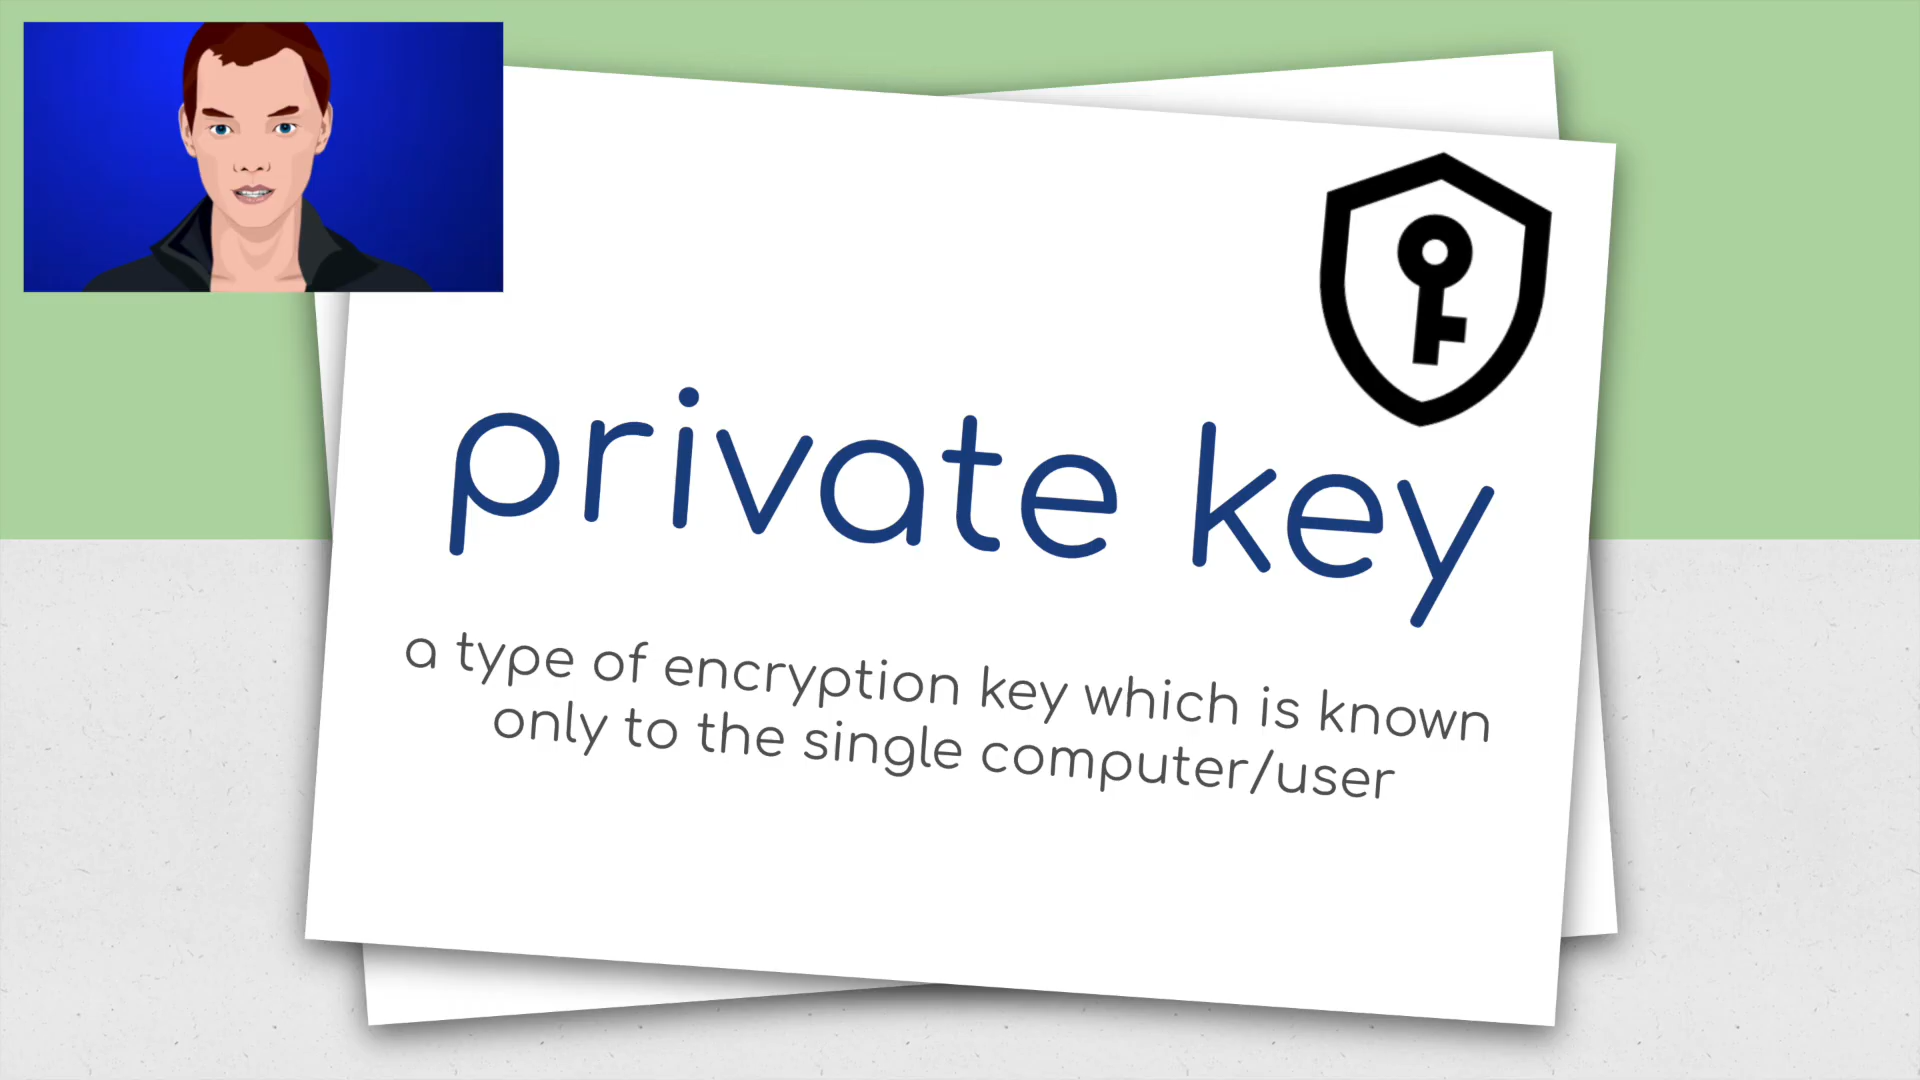 private key
a type of encryption key which is known
only to the single computer/user